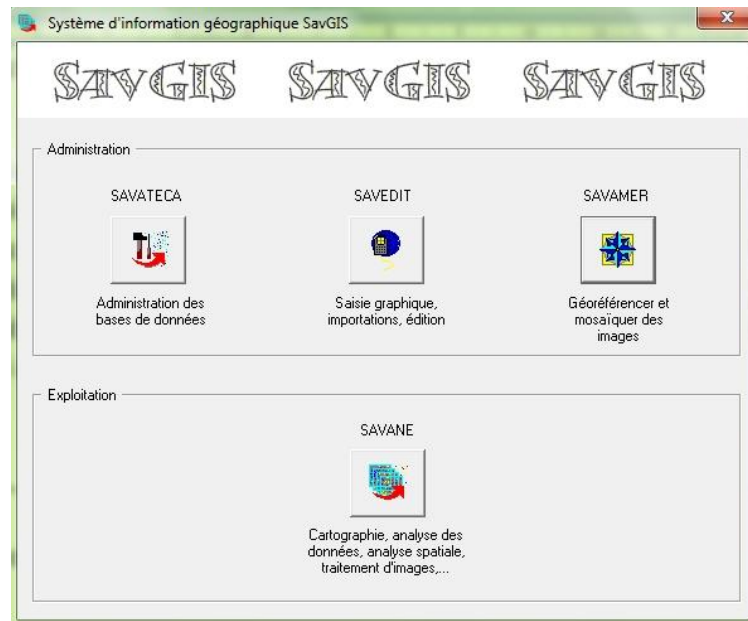 Système d'information géographique SavGIS
SAVGIS SAVGIS SAVGIS
Administration
SAVATECA
Administration des
bases de données
SAVEDIT
Saisie graphique,
importations, édition
SAVAMER
Géoréférencer et
mosaïquer des
images
Exploitation
SAVANE
Cartographie, analyse des
données, analyse spatiale,
traitement d'images,...